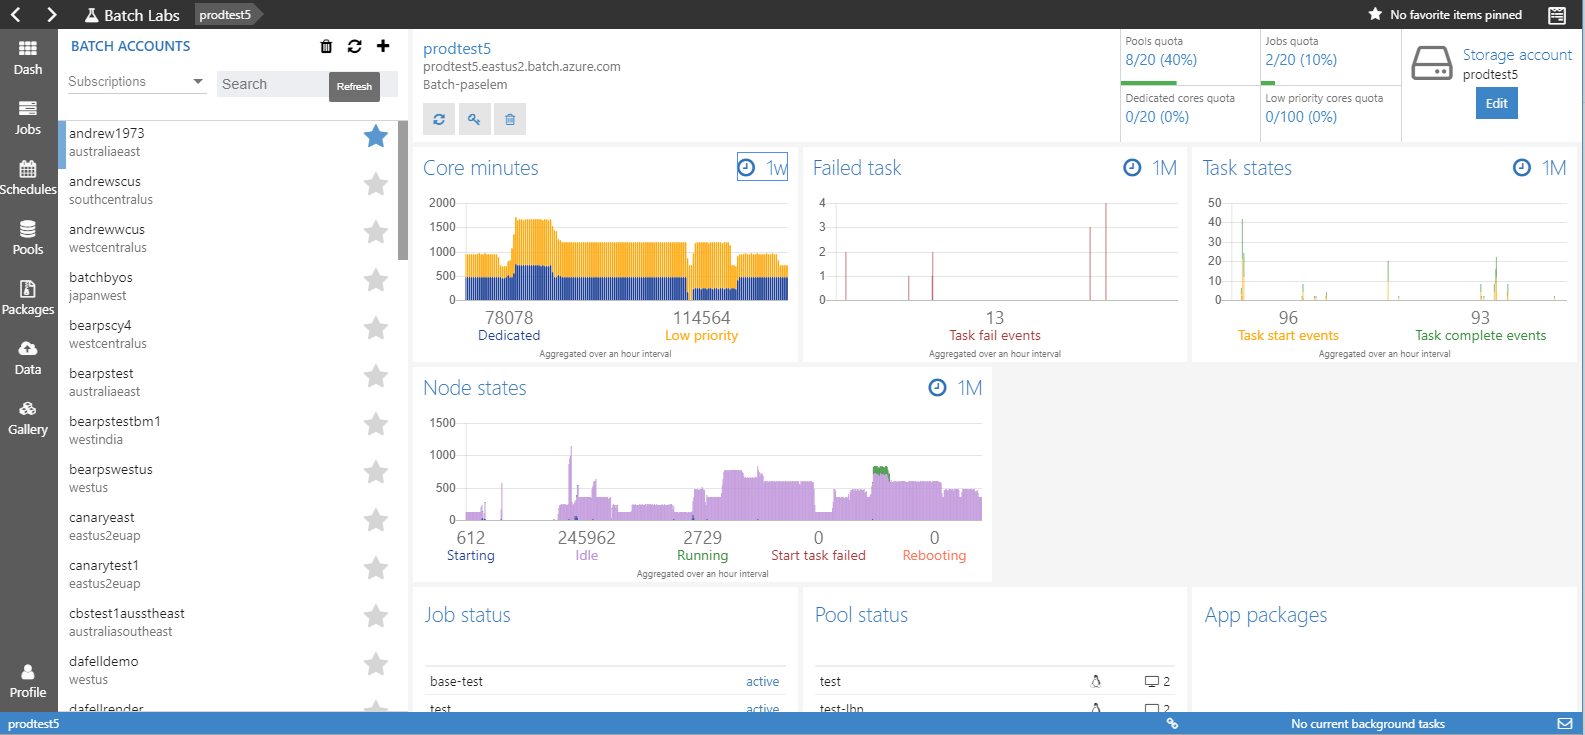 Batch Labs
prodtest5
No favorite items pinned
Dash
Jobs
Schedules
Pools
Packages
Data
Gallery
Profile
BATCH ACCOUNTS
Subscriptions
Search
Refresh
andrew1973
australiaeast
andrewscus
southcentralus
andrewwcus
westcentralus
batchbyos
japanwest
bearpscy4
westcentralus
bearpstest
australiaeast
bearpstestbm1
westindia
bearpswestus
westus
canaryeast
eastus2euap
canarytest1
eastus2euap
cbstest1ausstheast
australiasoutheast
dafelldemo
westus
dafellrender
prodtest5
prodtest5.eastus2.batch.azure.com
Batch-paselem
Pools quota
8/20 (40%)
Jobs quota
2/20 (10%)
Dedicated cores quota
0/20 (0%)
Low priority cores quota
0/100 (0%)
Storage account
prodtest5
Edit
Core minutes
1w
2000
1500
1000
500
0
78078
Dedicated
114564
Low priority
Aggregated over an hour interval
Failed task
1M
4
3
2
1
0
13
Task fail events
Aggregated over an hour interval
Task states
1M
50
40
30
20
10
0
96
Task start events
93
Task complete events
Aggregated over an hour interval
Node states
1M
1500
1000
500
0
612
Starting
245962
Idle
2729
Running
0
Start task failed
0
Rebooting
Aggregated over an hour interval
Job status
base-test active
test active
Pool status
test 2
test-lhn 2
App packages
prodtest5
No current background tasks